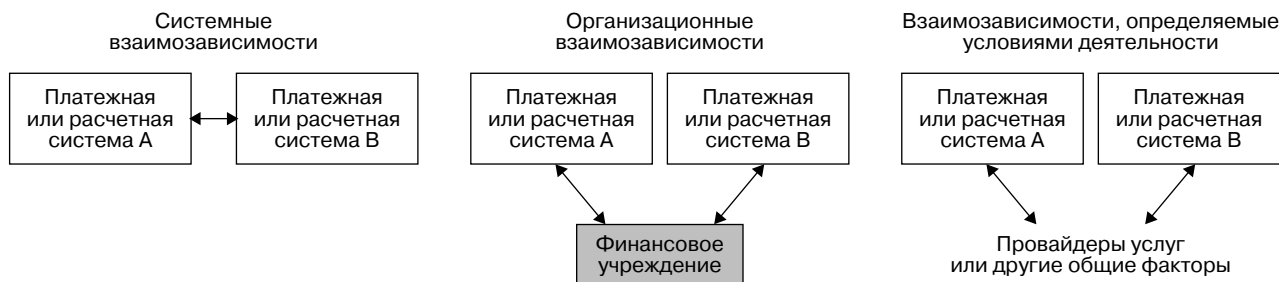 Системные
взаимозависимости
Платежная
или расчетная
система А
Платежная
или расчетная
система В
Организационные
взаимозависимости
Платежная
или расчетная
система А
Платежная
или расчетная
система В
Финансовое
учреждение
Взаимозависимости, определяемые
условиями деятельности
Платежная
или расчетная
система А
Платежная
или расчетная
система В
Провайдеры услуг
или другие общие факторы